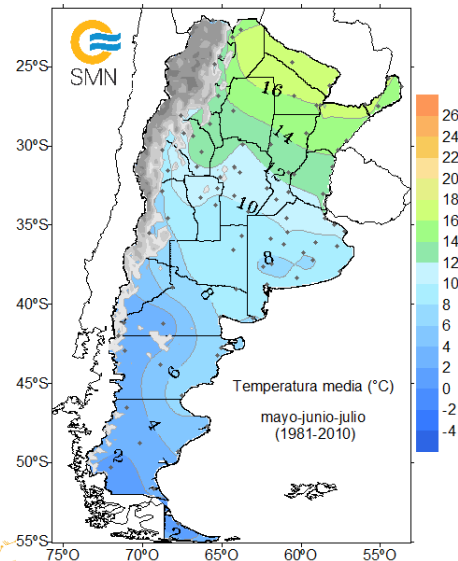 SMN
25°S
30°S
35°S
40°S
45°S
50°S
55°S
75°O
70°O
65°O
60°O
55°O
16
14
12
10
8
8
6
4
2
2
Temperatura media (°C)
mayo-junio-julio
(1981-2010)
26
24
22
20
18
16
14
12
10
8
6
4
2
0
-2
-4